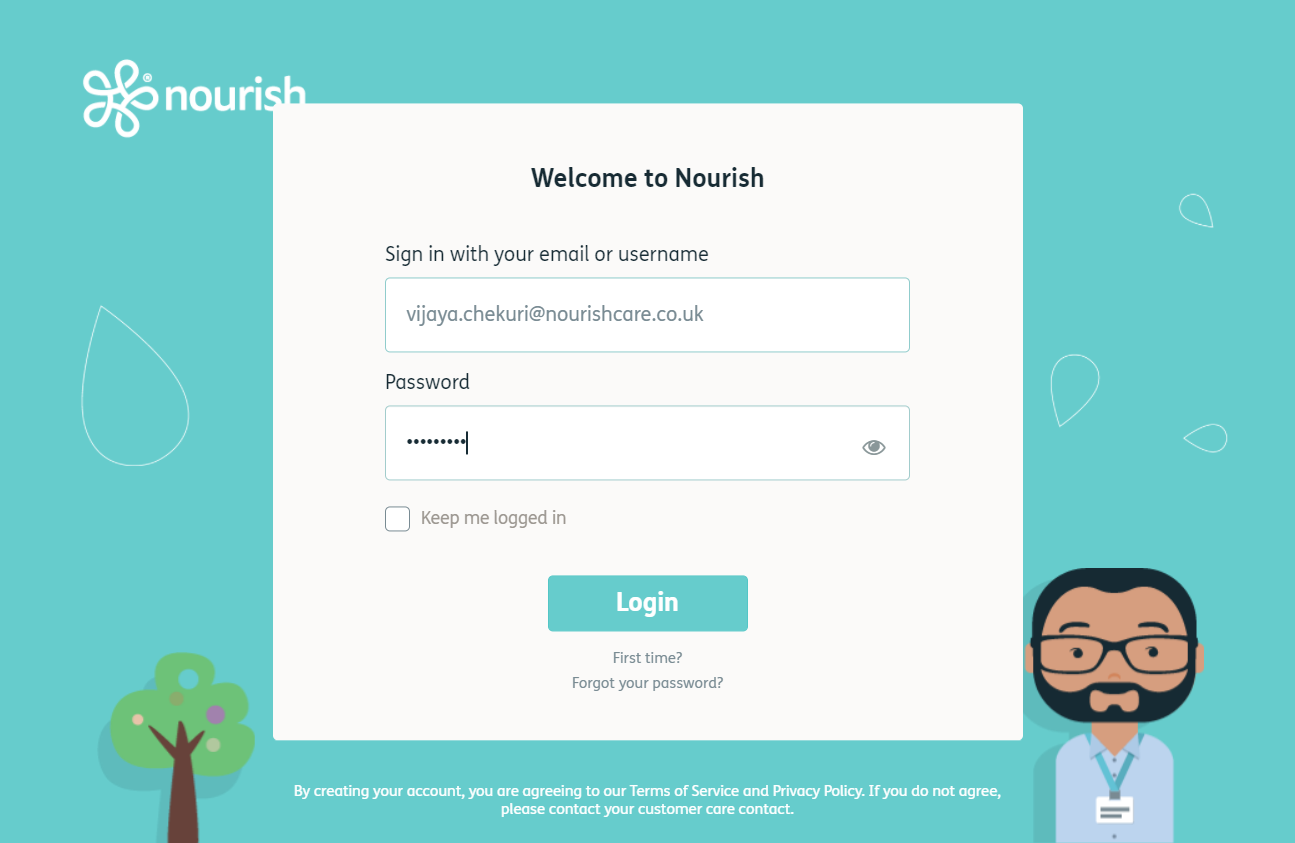 nourish
Welcome to Nourish
Sign in with your email or username
vijaya.chekuri@nourishcare.co.uk
Password
•••••••••
Keep me logged in
Login
First time?
Forgot your password?
By creating your account, you are agreeing to our Terms of Service and Privacy Policy. If you do not agree,
please contact your customer care contact.